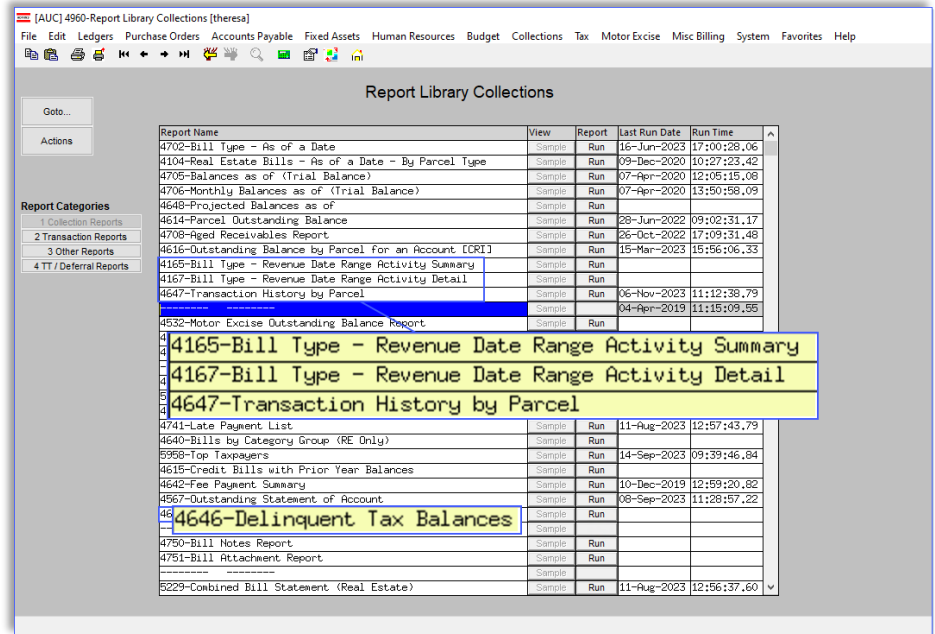 [AUC] 4960-Report Library Collections [theresa]
File Edit Ledgers Purchase Orders Accounts Payable Fixed Assets Human Resources Budget Collections Tax Motor Excise Misc Billing System Favorites Help
Report Library Collections
Goto...
Actions
Report Categories
1 Collection Reports
2 Transaction Reports
3 Other Reports
4 TT / Deferral Reports
Report Name View Report Last Run Date Run Time
4702-Bill Type - As of a Date Sample Run 16-Jun-2023 17:00:28.06
4104-Real Estate Bills - As of a Date - By Parcel Type Sample Run 09-Dec-2020 10:27:23.42
4705-Balances as of (Trial Balance) Sample Run 07-Apr-2020 12:05:15.08
4706-Monthly Balances as of (Trial Balance) Sample Run 07-Apr-2020 13:50:58.09
4648-Projected Balances as of Sample Run
4614-Parcel Outstanding Balance Sample Run 28-Jun-2022 09:02:31.17
4708-Aged Receivables Report Sample Run 26-Oct-2022 17:09:31.48
4616-Outstanding Balance by Parcel for an Account [CRT] Sample Run 15-Mar-2023 15:56:06.33
4165-Bill Type - Revenue Date Range Activity Summary Sample Run
4167-Bill Type - Revenue Date Range Activity Detail Sample Run
4647-Transaction History by Parcel Sample Run 06-Nov-2023 11:12:38.79
-------- -------- Sample 04-Apr-2019 11:15:09.55
4532-Motor Excise Outstanding Balance Report Sample Run
4165-Bill Type - Revenue Date Range Activity Summary
4167-Bill Type - Revenue Date Range Activity Detail
4647-Transaction History by Parcel
4741-Late Payment List Sample Run 11-Aug-2023 12:57:43.79
4640-Bills by Category Group (RE Only) Sample Run
5958-Top Taxpayers Sample Run 14-Sep-2023 09:39:46.84
4615-Credit Bills with Prior Year Balances Sample Run
4642-Fee Payment Summary Sample Run 10-Dec-2019 12:59:20.82
4567-Outstanding Statement of Account Sample Run 08-Sep-2023 11:28:57.22
4646-Delinquent Tax Balances Sample Run
Sample
4750-Bill Notes Report Sample Run
4751-Bill Attachment Report Sample Run
-------- -------- Sample
5229-Combined Bill Statement (Real Estate) Sample Run 11-Aug-2023 12:56:37.60